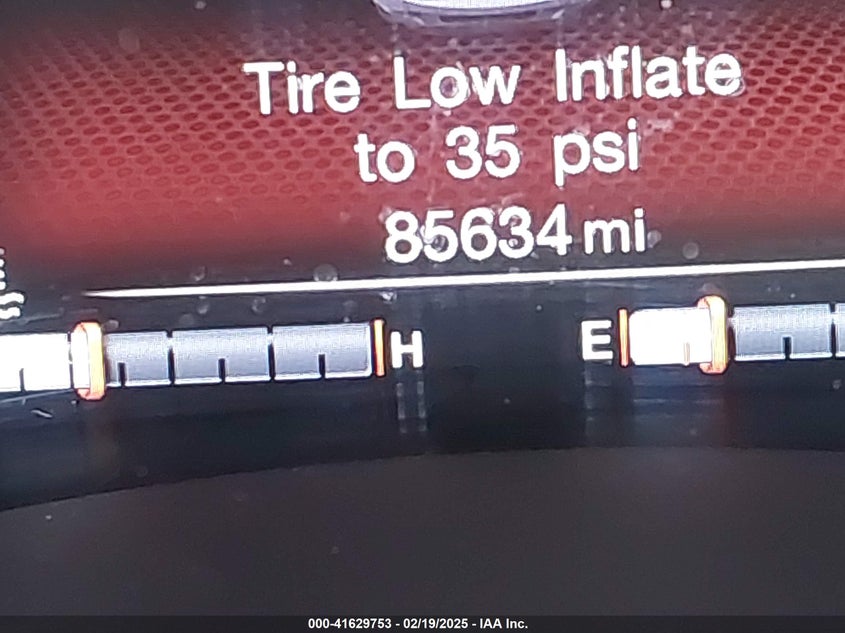 Tire Low Inflate
to 35 psi
85634 mi
H
E
000-41629753 - 02/19/2025 - IAA Inc.